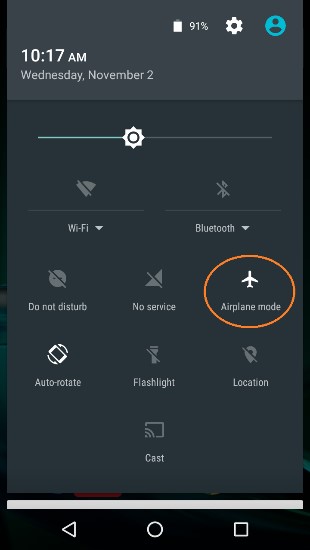 91%
10:17 AM
Wednesday, November 2
Wi-Fi
Bluetooth
Do not disturb
No service
Airplane mode
Auto-rotate
Flashlight
Location
Cast